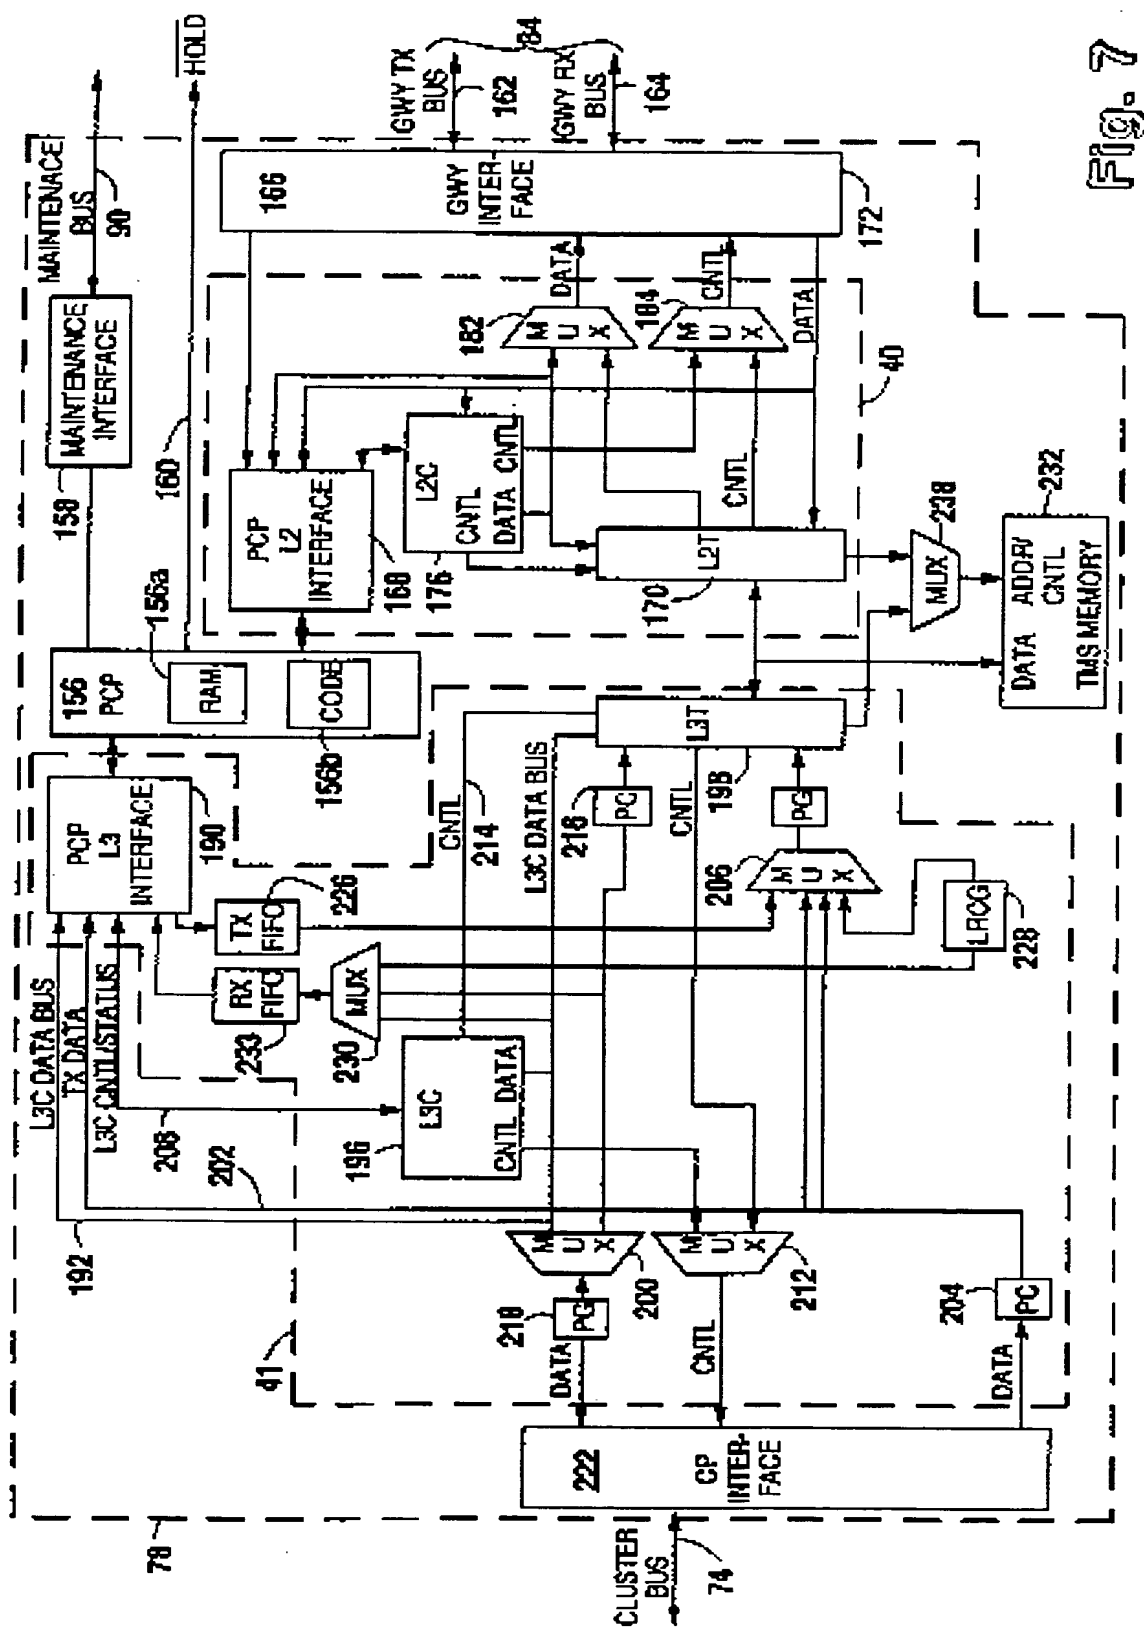 MAINTENACE
BUS
90
HOLD
GWY TX
BUS
162
84
GWY RX
BUS
164
Fig. 7
158
MAINTENANCE
INTERFACE
160
166
GWY
INTER-
FACE
172
DATA
CNTL
DATA
182
M
U
X
184
M
U
X
40
PCP
L2
INTERFACE
168
L2C
CNTL
DATA CNTL
176
CNTL
L2T
170
MUX
238
232
DATA ADDR/
CNTL
TMS MEMORY
156
PCP
156a
RAM
CODE
156b
PCP
L3
INTERFACE
190
CNTL
214
L3C DATA BUS
L3T
198
216
PC
CNTL
PG
206
M
U
X
LRCG
228
226
TX
FIFO
RX
FIFO
233
MUX
230
L3C DATA BUS
TX DATA
L3C CNTL/STATUS
208
202
192
196
L3C
CNTL DATA
M
U
X
200
M
U
X
212
218
PG
DATA
CNTL
204
PC
DATA
41
222
CP
INTER-
FACE
78
CLUSTER
BUS
74